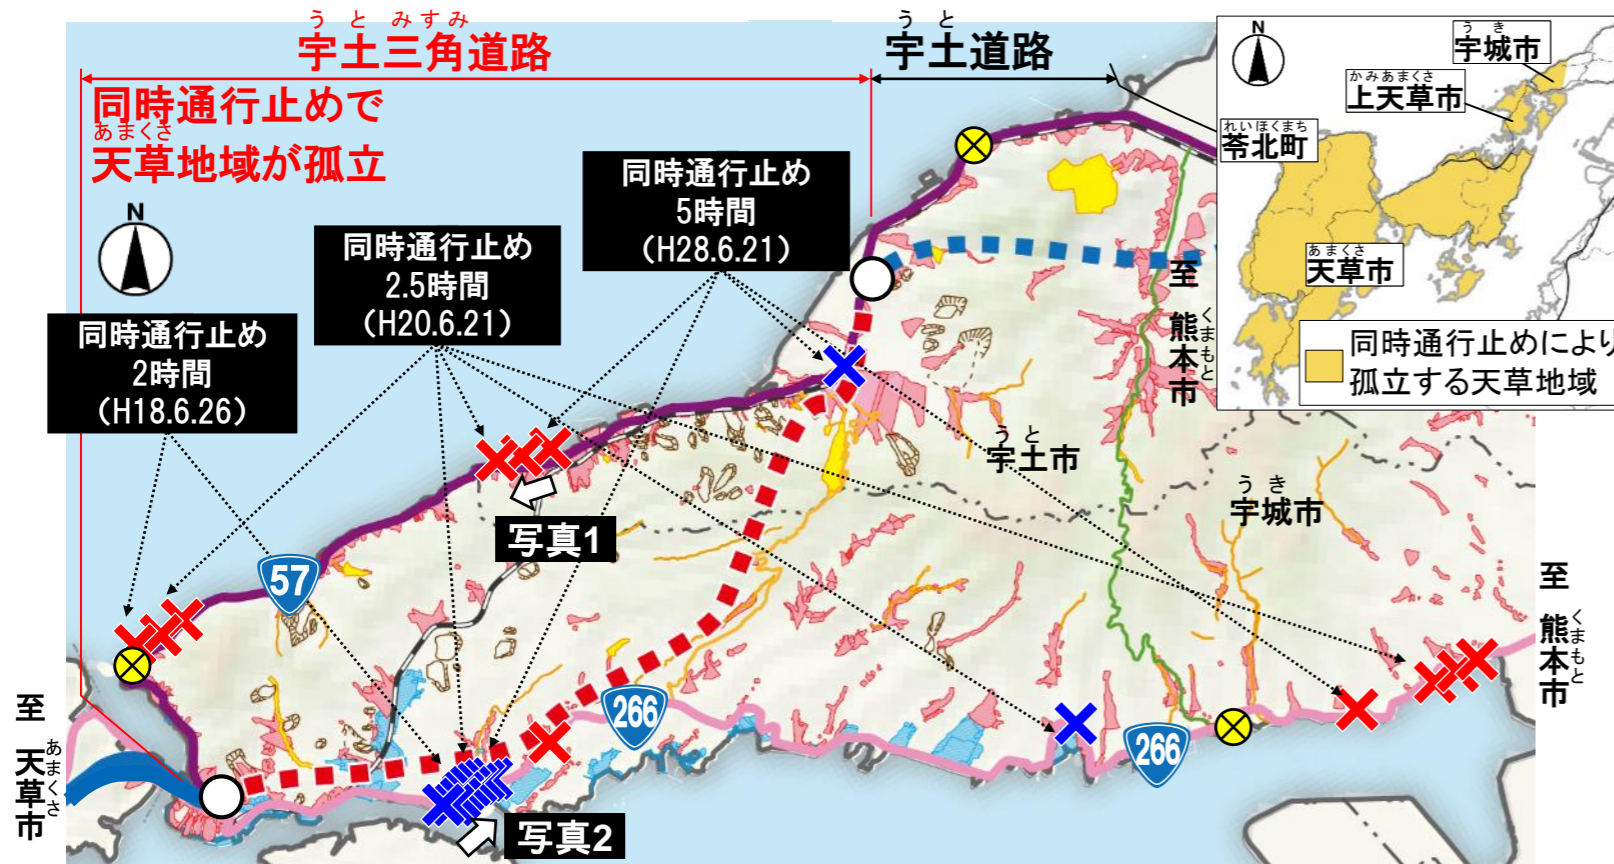 うとみすみ
宇土三角道路
うと
宇土道路
同時通行止めで
あまくさ
天草地域が孤立
N
同時通行止め
2時間
（H18.6.26）
同時通行止め
2.5時間
（H20.6.21）
同時通行止め
5時間
（H28.6.21）
N
うき
宇城市
かみあまくさ
上天草市
れいほくまち
苓北町
あまくさ
天草市
同時通行止めにより
孤立する天草地域
至
熊本市
くまもと
うと
宇土市
うき
宇城市
写真1
57
266
266
至
熊本市
くまもと
至
天草市
あまくさ
写真2